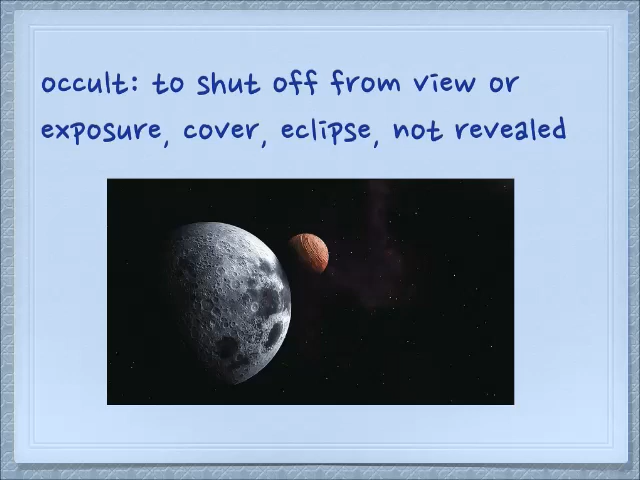 occult: to shut off from view or
exposure, cover, eclipse, not revealed